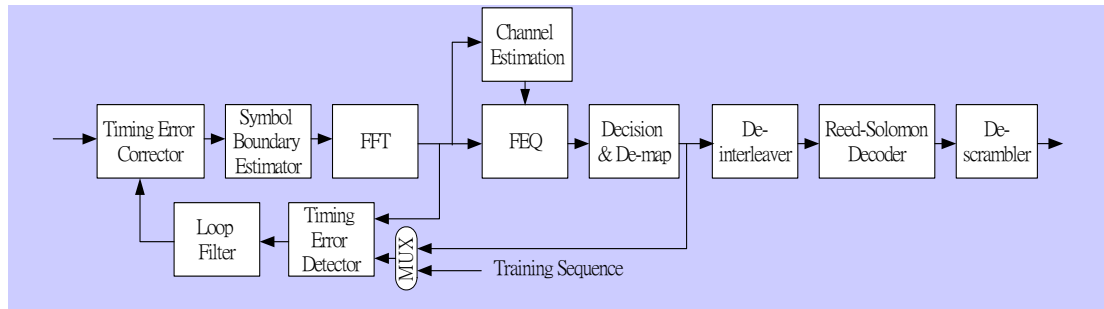 Channel
Estimation
Timing Error
Corrector
Symbol
Boundary
Estimator
FFT
FEQ
Decision
& De-map
De-
interleaver
Reed-Solomon
Decoder
De-
scrambler
Loop
Filter
Timing
Error
Detector
MUX
Training Sequence